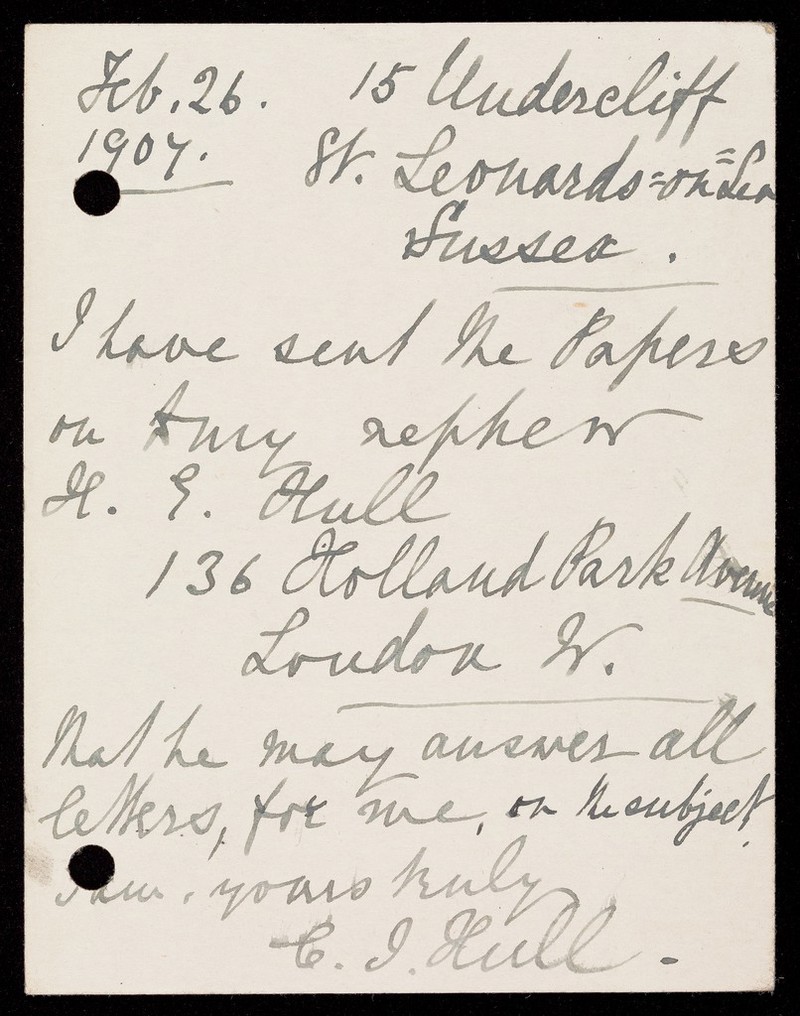 Feb. 26. 15 Undercliff
1907. St. Leonards=on=Sea
Sussex.
I have sent the Papers
on to my nephew
H. E. Hull
136 Holland Park Avenue
London W.
that he may answer all
letters, for me, on the subject.
I am. yours truly
C. I. Hull.